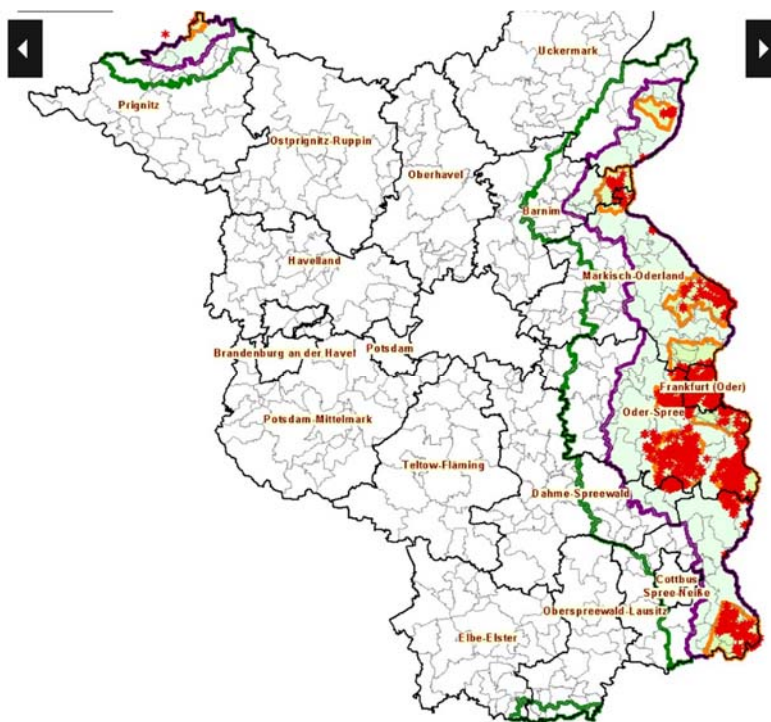 Uckermark
Prignitz
Ostprignitz-Ruppin
Oberhavel
Barnim
Havelland
Märkisch-Oderland
Brandenburg an der Havel
Potsdam
Frankfurt (Oder)
Oder-Spree
Potsdam-Mittelmark
Teltow-Fläming
Dahme-Spreewald
Cottbus
Spree-Neiße
Oberspreewald-Lausitz
Elbe-Elster